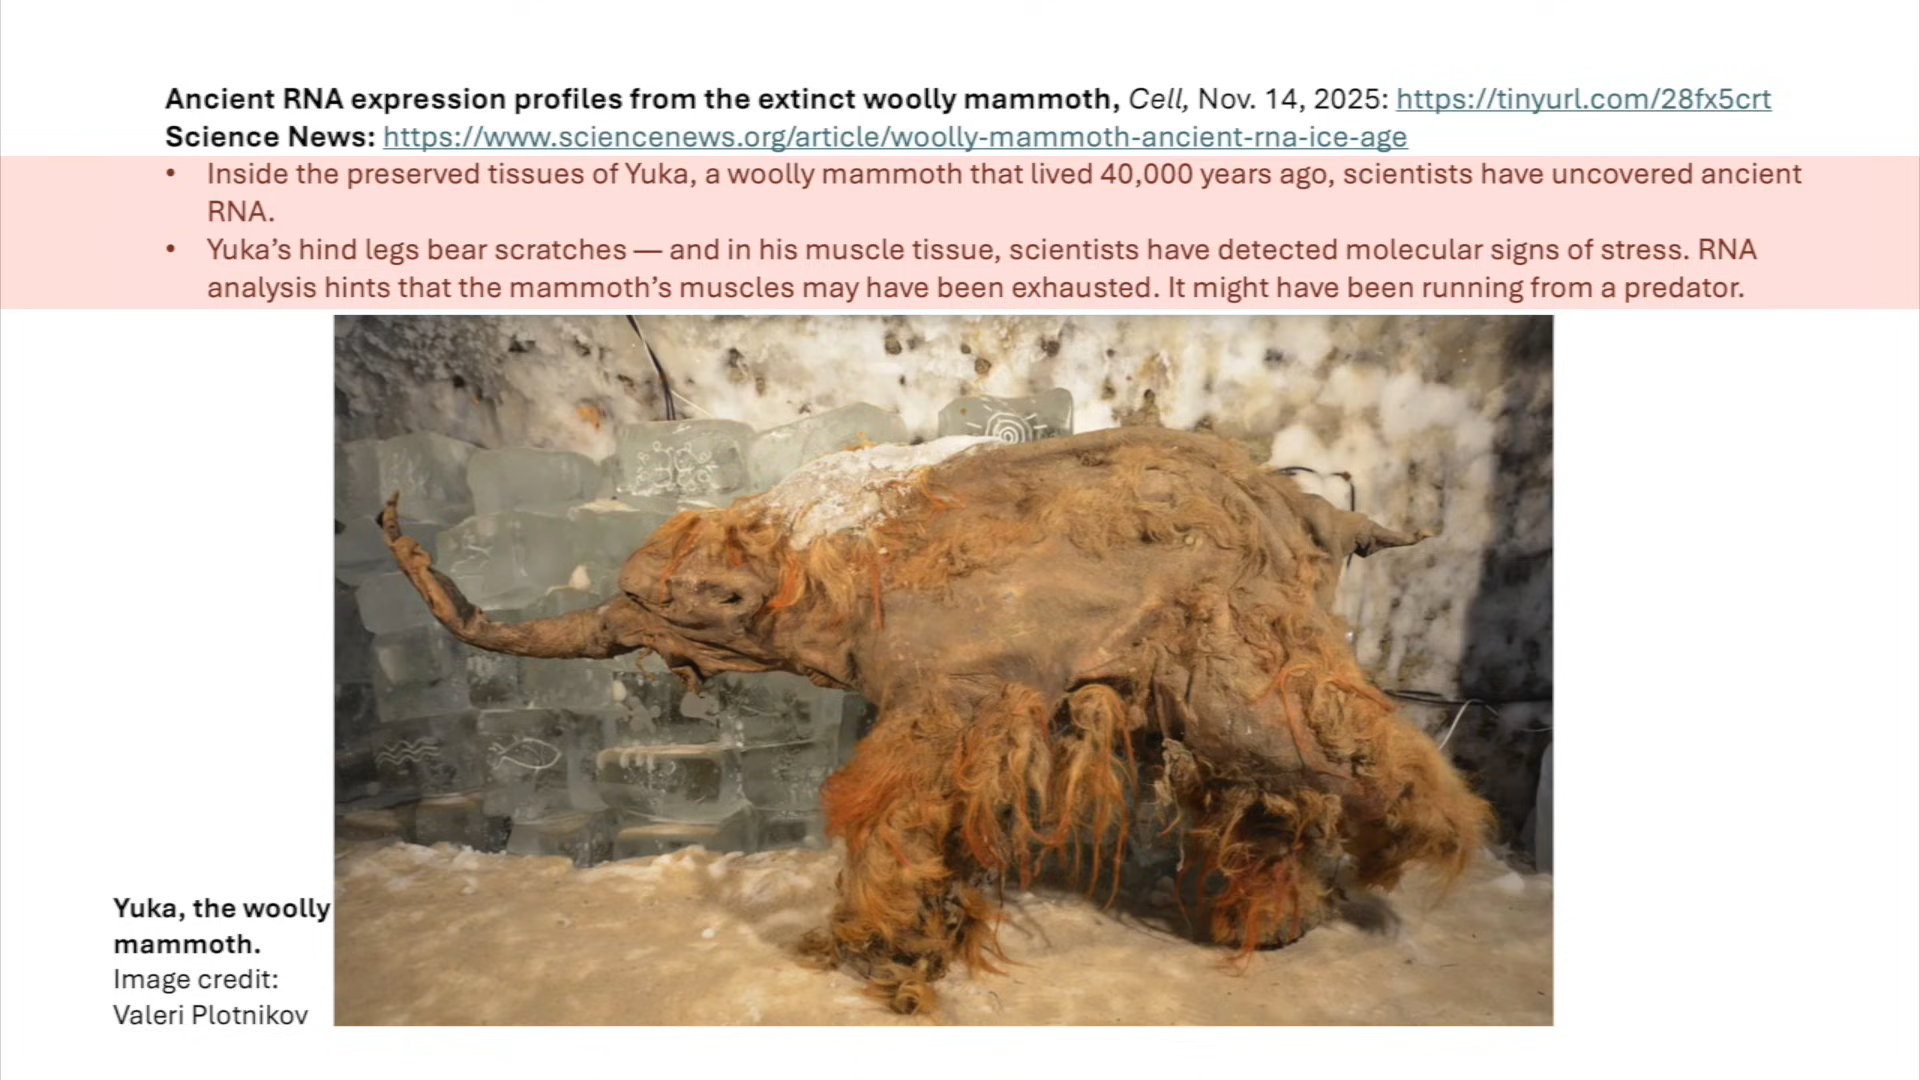 Ancient RNA expression profiles from the extinct woolly mammoth, Cell, Nov. 14, 2025: https://tinyurl.com/28fx5crt
Science News: https://www.sciencenews.org/article/woolly-mammoth-ancient-rna-ice-age
• Inside the preserved tissues of Yuka, a woolly mammoth that lived 40,000 years ago, scientists have uncovered ancient
RNA.
• Yuka’s hind legs bear scratches — and in his muscle tissue, scientists have detected molecular signs of stress. RNA
analysis hints that the mammoth’s muscles may have been exhausted. It might have been running from a predator.
Yuka, the woolly
mammoth.
Image credit:
Valeri Plotnikov